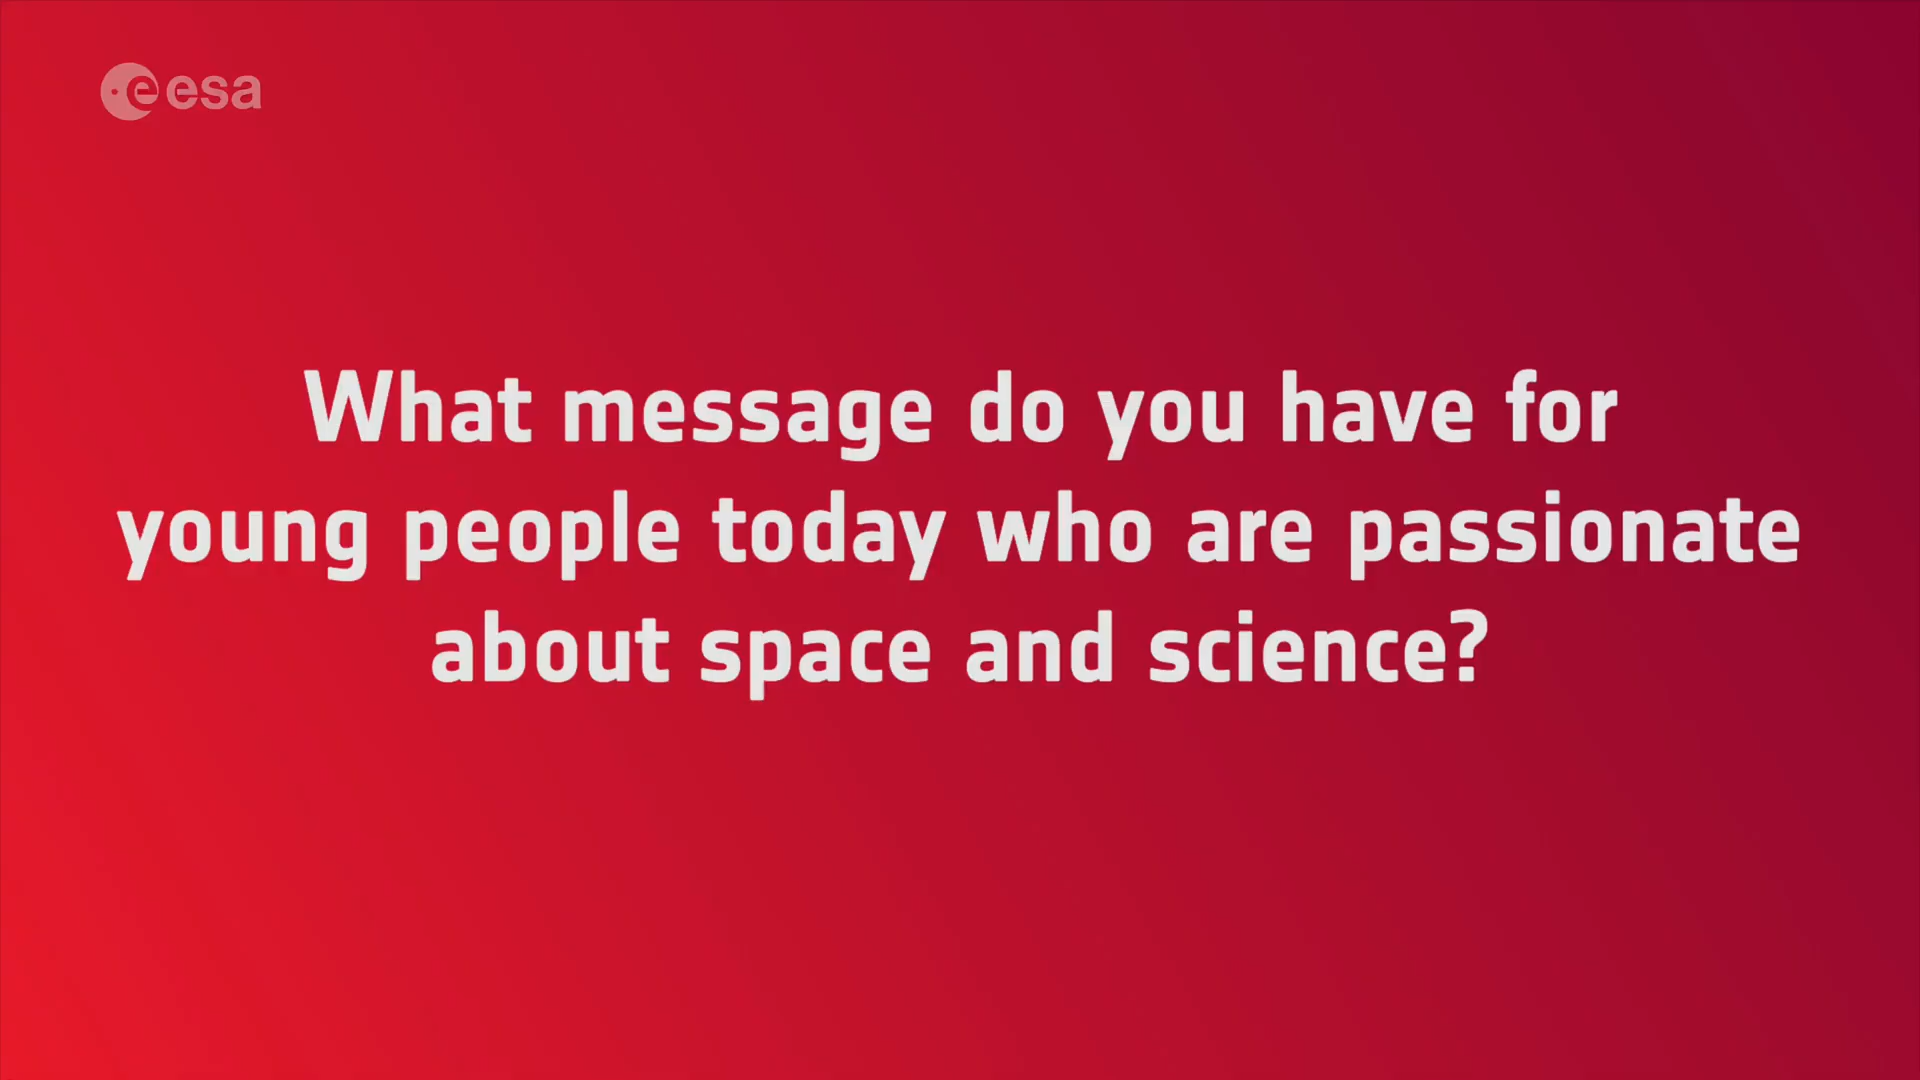 esa
What message do you have for
young people today who are passionate
about space and science?